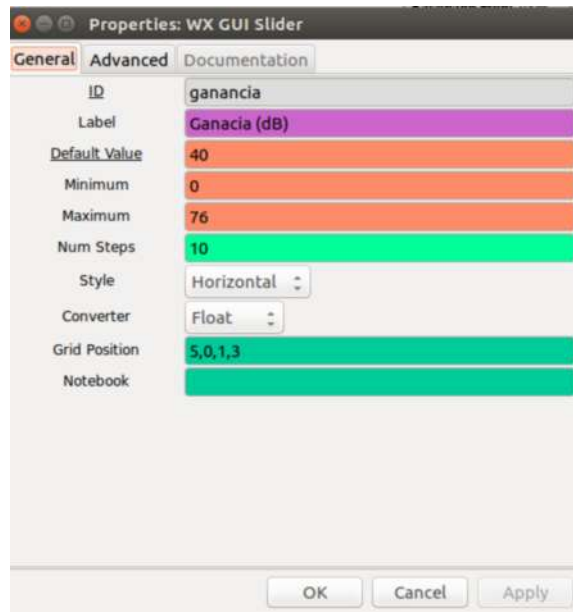 Properties: WX GUI Slider
General Advanced Documentation
ID ganancia
Label Ganacia (dB)
Default Value 40
Minimum 0
Maximum 76
Num Steps 10
Style Horizontal
Converter Float
Grid Position 5,0,1,3
Notebook
OK Cancel Apply